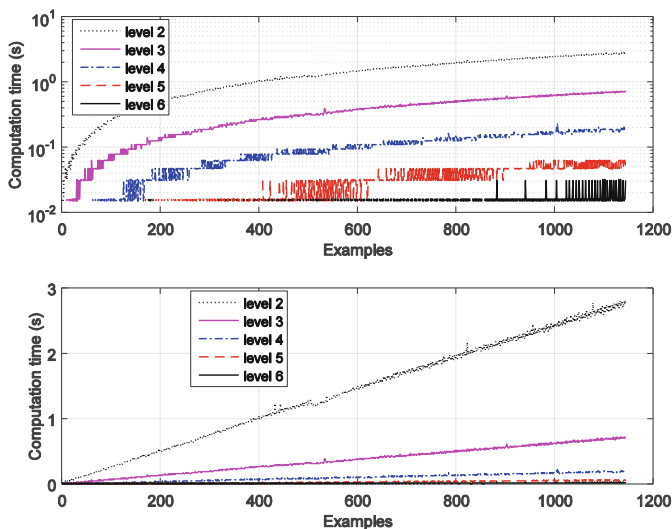 10^1
10^0
10^-1
10^-2
Computation time (s)
level 2
level 3
level 4
level 5
level 6
0 200 400 600 800 1000 1200
Examples
3
2
1
0
Computation time (s)
level 2
level 3
level 4
level 5
level 6
0 200 400 600 800 1000 1200
Examples